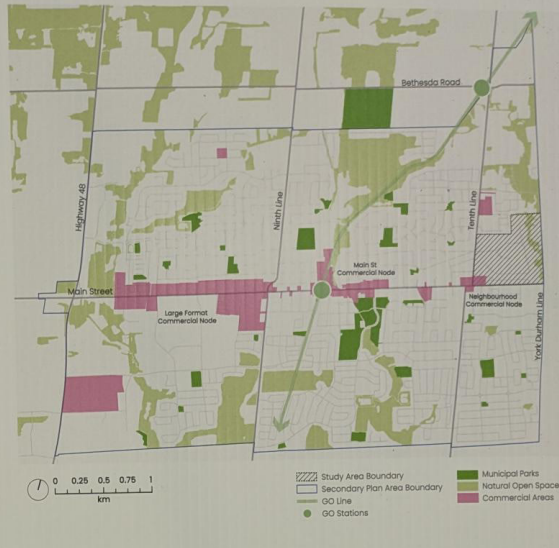 Bethesda Road
Highway 48
Ninth Line
Tenth Line
Main St
Commercial Node
Main Street
Large Format
Commercial Node
Neighbourhood
Commercial Node
York Durham Line
0 0.25 0.5 0.75 1
km
Study Area Boundary
Secondary Plan Area Boundary
GO Line
GO Stations
Municipal Parks
Natural Open Space
Commercial Areas